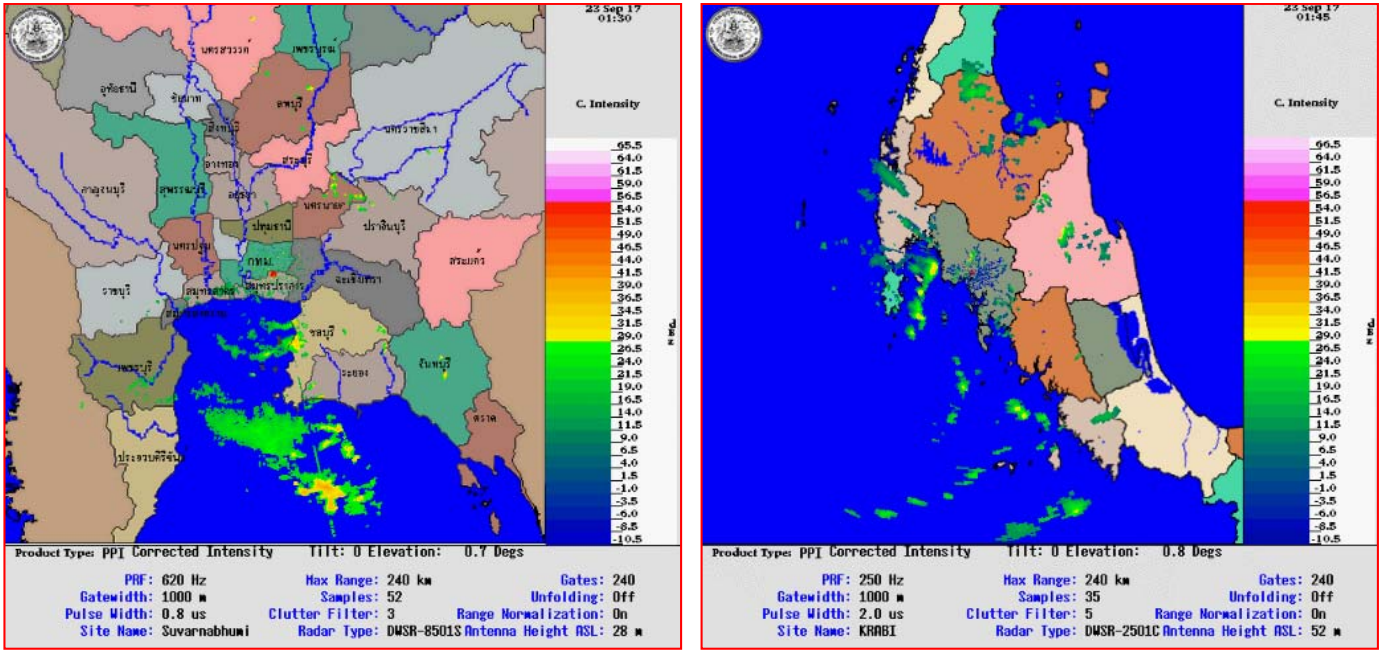 23 Sep 17
01:30
C. Intensity
65.5
64.0
61.5
59.0
56.5
54.0
51.5
49.0
46.5
44.0
41.5
39.0
36.5
34.0
31.5
29.0
26.5
24.0
21.5
19.0
16.5
14.0
11.5
9.0
6.5
4.0
1.5
-1.0
-3.5
-6.0
-8.5
-10.5
นครสวรรค์
เพชรบูรณ์
อุทัยธานี
ชัยนาท
ลพบุรี
สิงห์บุรี
นครราชสีมา
อ่างทอง
สระบุรี
กาญจนบุรี
สุพรรณบุรี
อยุธยา
นครนายก
ปทุมธานี
ปราจีนบุรี
นครปฐม
กทม.
สระแก้ว
ราชบุรี
สมุทรสาคร
สมุทรปราการ
ฉะเชิงเทรา
สมุทรสงคราม
ชลบุรี
เพชรบุรี
ระยอง
จันทบุรี
ตราด
ประจวบคีรีขันธ์
Product Type: PPI Corrected Intensity Tilt: 0 Elevation: 0.7 Degs
PRF: 620 Hz Max Range: 240 km Gates: 240
Gatewidth: 1000 m Samples: 52 Unfolding: Off
Pulse Width: 0.8 us Clutter Filter: 3 Range Normalization: On
Site Name: Suvarnabhumi Radar Type: DWSR-8501S Antenna Height ASL: 28 m
23 Sep 17
01:45
C. Intensity
66.5
64.0
61.5
59.0
56.5
54.0
51.5
49.0
46.5
44.0
41.5
39.0
36.5
34.0
31.5
29.0
26.5
24.0
21.5
19.0
16.5
14.0
11.5
9.0
6.5
4.0
1.5
-1.0
-3.5
-6.0
-8.5
-10.5
Product Type: PPI Corrected Intensity Tilt: 0 Elevation: 0.8 Degs
PRF: 250 Hz Max Range: 240 km Gates: 240
Gatewidth: 1000 m Samples: 35 Unfolding: Off
Pulse Width: 2.0 us Clutter Filter: 5 Range Normalization: On
Site Name: KRABI Radar Type: DWSR-2501C Antenna Height ASL: 52 m